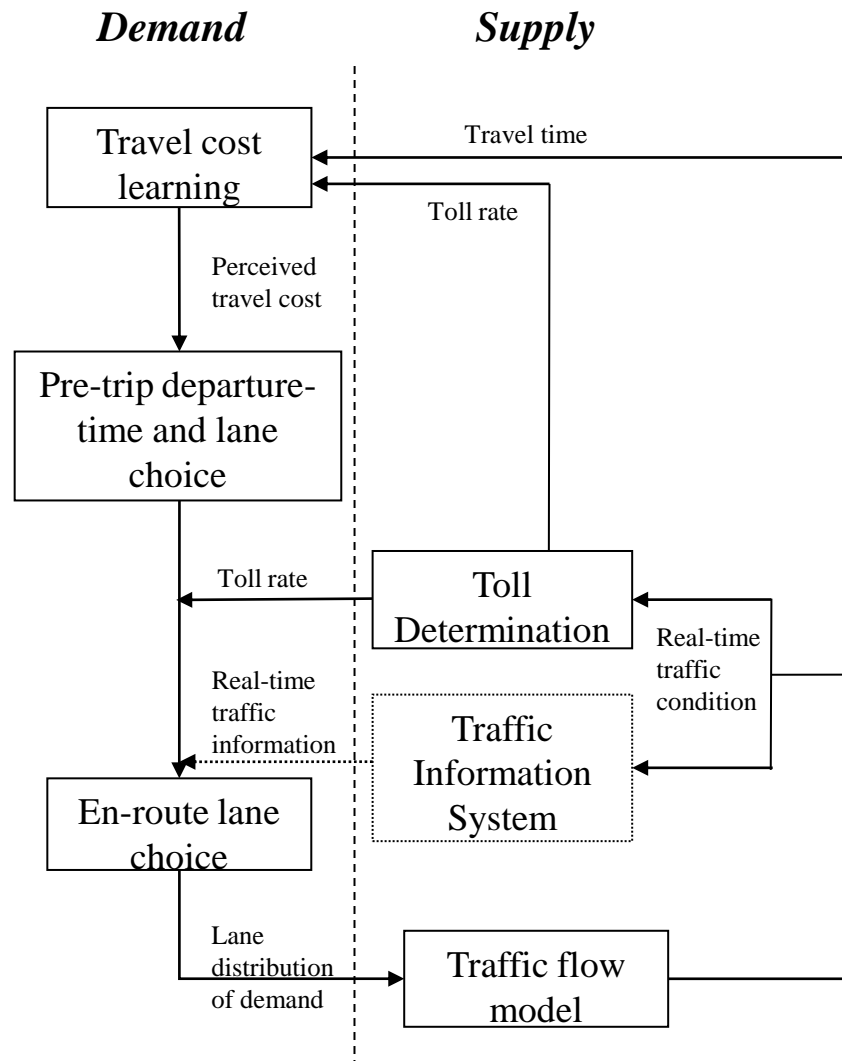 Demand
Supply
Travel cost
learning
Travel time
Toll rate
Perceived
travel cost
Pre-trip departure-
time and lane
choice
Toll rate
Toll
Determination
Real-time
traffic
condition
Real-time
traffic
information
Traffic
Information
System
En-route lane
choice
Lane
distribution
of demand
Traffic flow
model